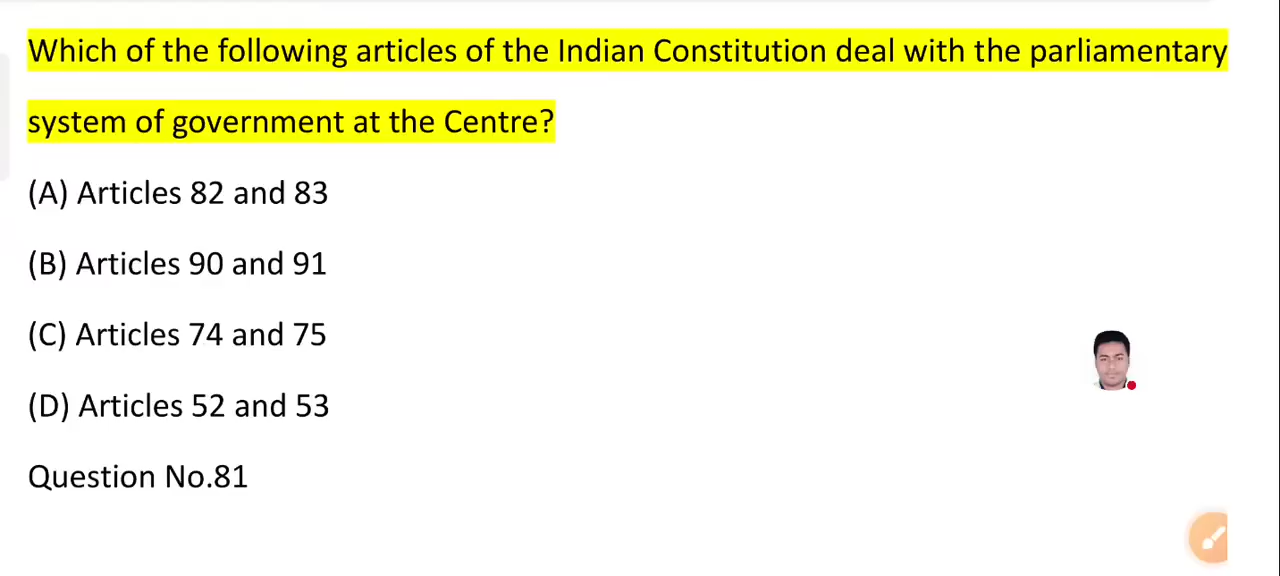 Which of the following articles of the Indian Constitution deal with the parliamentary
system of government at the Centre?
(A) Articles 82 and 83
(B) Articles 90 and 91
(C) Articles 74 and 75
(D) Articles 52 and 53
Question No.81